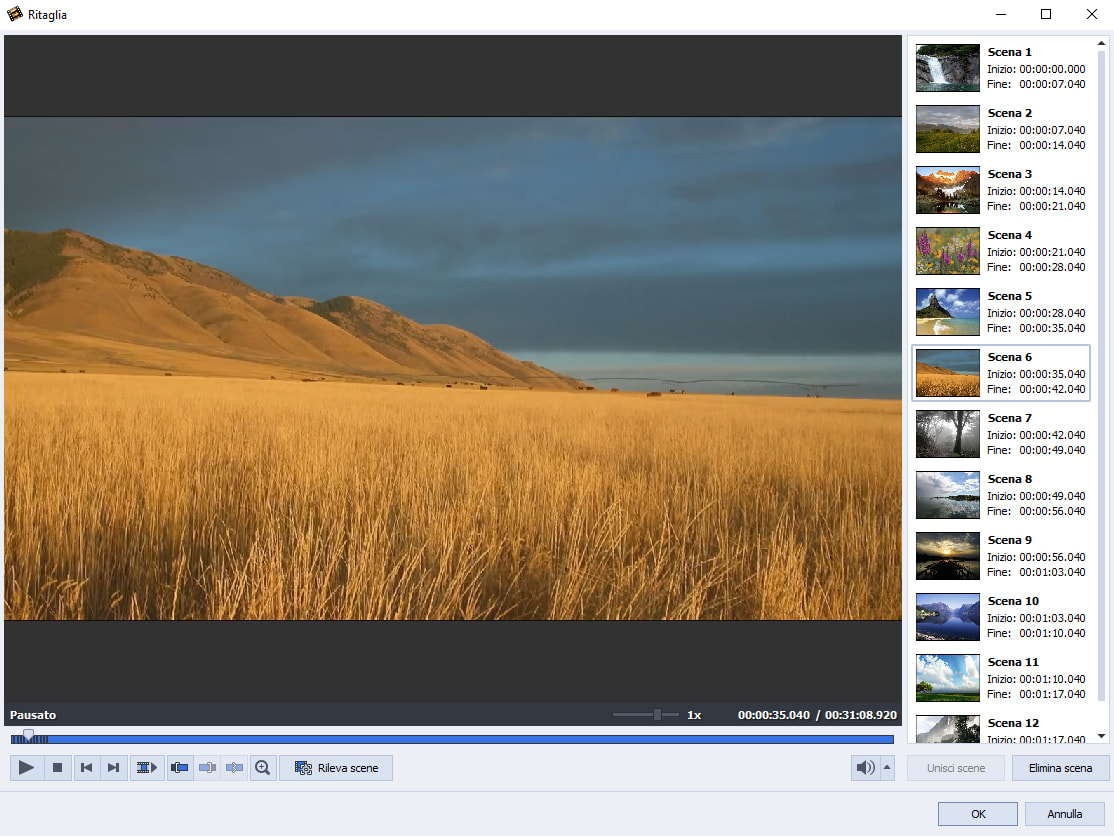 Ritaglia
Scena 1
Inizio: 00:00:00.000
Fine: 00:00:07.040
Scena 2
Inizio: 00:00:07.040
Fine: 00:00:14.040
Scena 3
Inizio: 00:00:14.040
Fine: 00:00:21.040
Scena 4
Inizio: 00:00:21.040
Fine: 00:00:28.040
Scena 5
Inizio: 00:00:28.040
Fine: 00:00:35.040
Scena 6
Inizio: 00:00:35.040
Fine: 00:00:42.040
Scena 7
Inizio: 00:00:42.040
Fine: 00:00:49.040
Scena 8
Inizio: 00:00:49.040
Fine: 00:00:56.040
Scena 9
Inizio: 00:00:56.040
Fine: 00:01:03.040
Scena 10
Inizio: 00:01:03.040
Fine: 00:01:10.040
Scena 11
Inizio: 00:01:10.040
Fine: 00:01:17.040
Scena 12
Inizio: 00:01:17.040
Pausato 1x 00:00:35.040 / 00:31:08.920
Rileva scene Unisci scene Elimina scena
OK Annulla